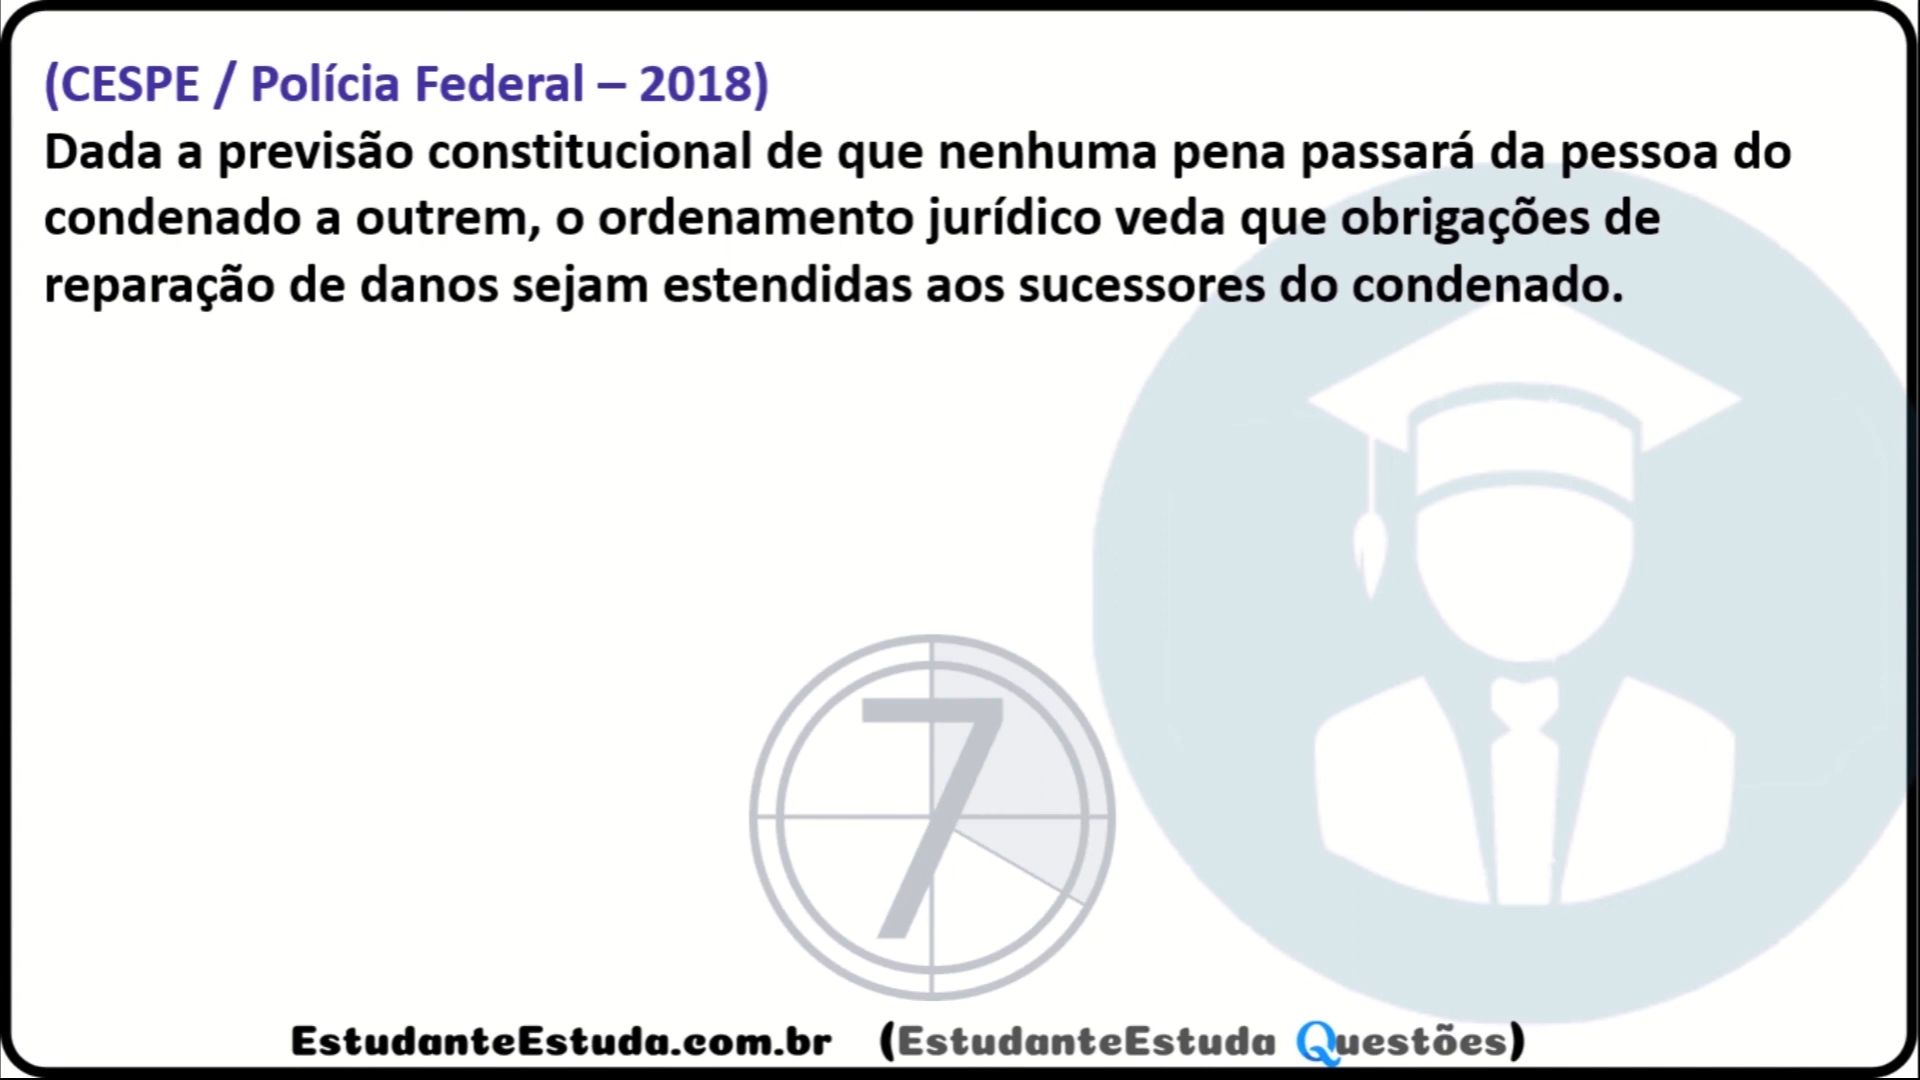 (CESPE / Polícia Federal – 2018)
Dada a previsão constitucional de que nenhuma pena passará da pessoa do
condenado a outrem, o ordenamento jurídico veda que obrigações de
reparação de danos sejam estendidas aos sucessores do condenado.
7
EstudanteEstuda.com.br (EstudanteEstuda Questões)